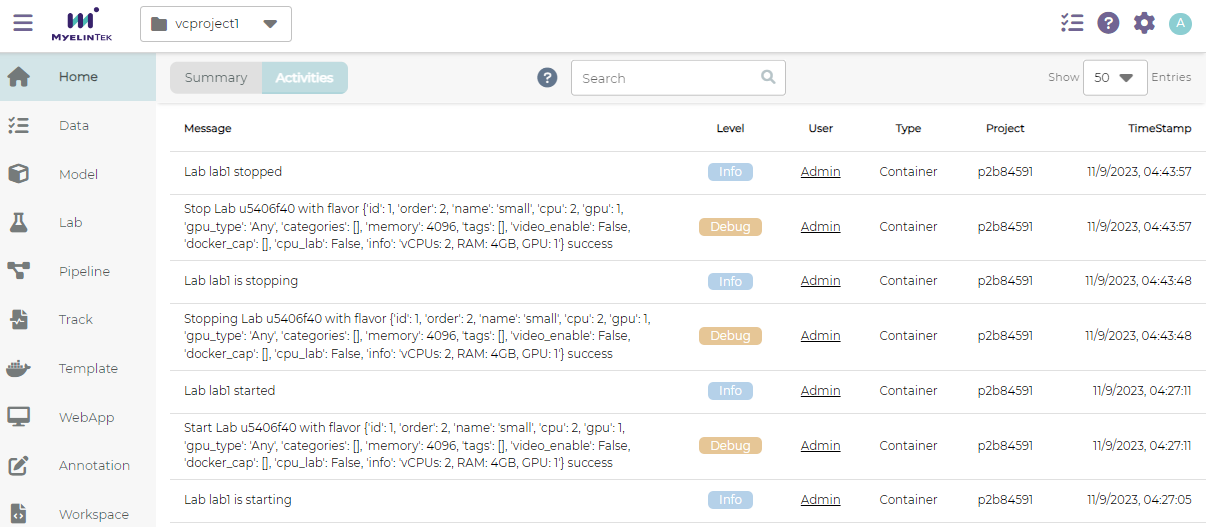 MYELINTEK
vcproject1
?
A
Home
Data
Model
Lab
Pipeline
Track
Template
WebApp
Annotation
Workspace
Summary Activities
?
Search
Show 50 Entries
Message Level User Type Project TimeStamp
Lab lab1 stopped Info Admin Container p2b84591 11/9/2023, 04:43:57
Stop Lab u5406f40 with flavor {'id': 1, 'order': 2, 'name': 'small', 'cpu': 2, 'gpu': 1,
'gpu_type': 'Any', 'categories': [], 'memory': 4096, 'tags': [], 'video_enable': False,
'docker_cap': [], 'cpu_lab': False, 'info': 'vCPUs: 2, RAM: 4GB, GPU: 1'} success
Debug Admin Container p2b84591 11/9/2023, 04:43:57
Lab lab1 is stopping Info Admin Container p2b84591 11/9/2023, 04:43:48
Stopping Lab u5406f40 with flavor {'id': 1, 'order': 2, 'name': 'small', 'cpu': 2, 'gpu': 1,
'gpu_type': 'Any', 'categories': [], 'memory': 4096, 'tags': [], 'video_enable': False,
'docker_cap': [], 'cpu_lab': False, 'info': 'vCPUs: 2, RAM: 4GB, GPU: 1'} success
Debug Admin Container p2b84591 11/9/2023, 04:43:48
Lab lab1 started Info Admin Container p2b84591 11/9/2023, 04:27:11
Start Lab u5406f40 with flavor {'id': 1, 'order': 2, 'name': 'small', 'cpu': 2, 'gpu': 1,
'gpu_type': 'Any', 'categories': [], 'memory': 4096, 'tags': [], 'video_enable': False,
'docker_cap': [], 'cpu_lab': False, 'info': 'vCPUs: 2, RAM: 4GB, GPU: 1'} success
Debug Admin Container p2b84591 11/9/2023, 04:27:11
Lab lab1 is starting Info Admin Container p2b84591 11/9/2023, 04:27:05